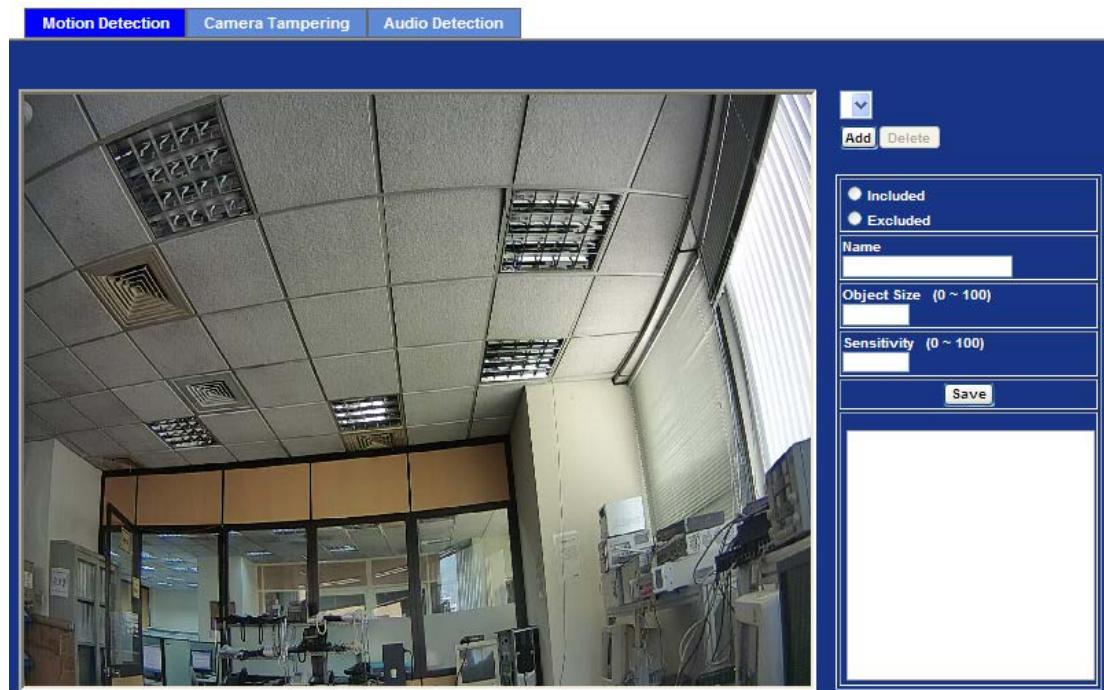 Motion Detection Camera Tampering Audio Detection
Add Delete
Included
Excluded
Name
Object Size (0 ~ 100)
Sensitivity (0 ~ 100)
Save